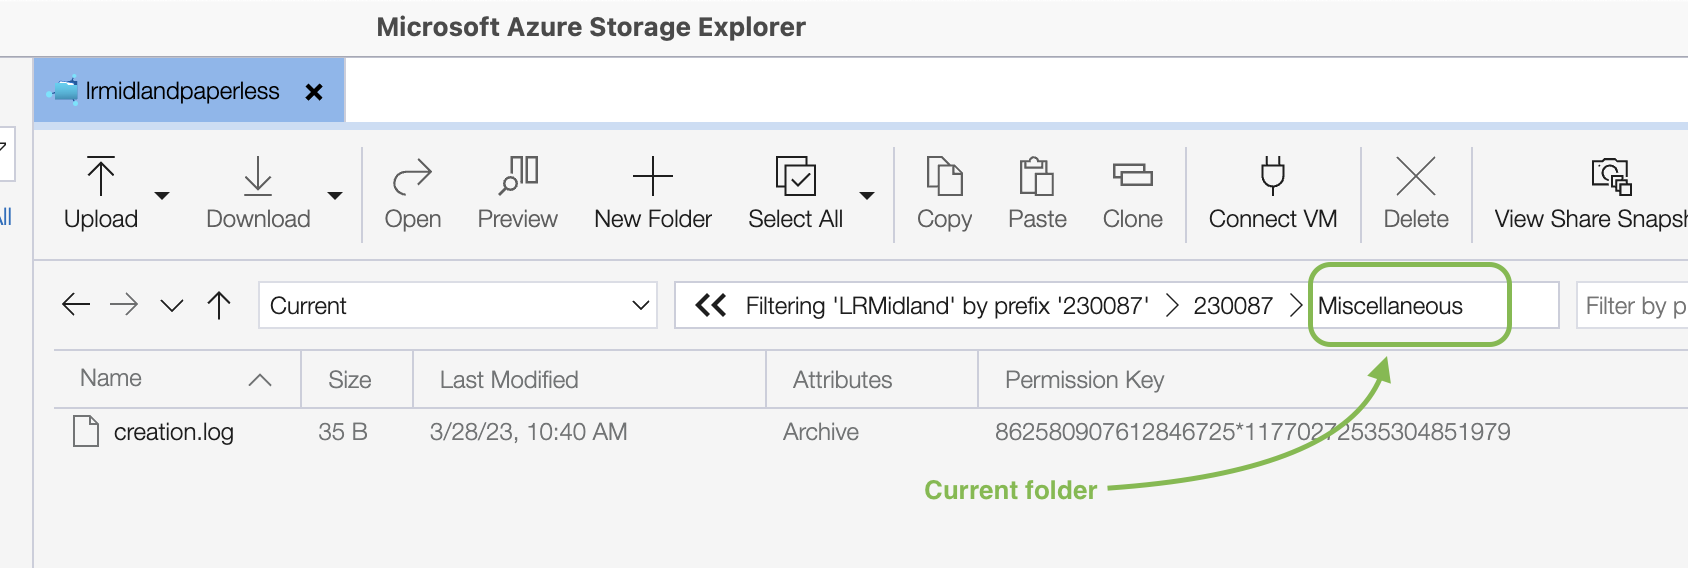 Microsoft Azure Storage Explorer
lrmidlandpaperless
All
Upload Download Open Preview New Folder Select All Copy Paste Clone Connect VM Delete View Share Snapsh
Current Filtering 'LRMidland' by prefix '230087' 230087 Miscellaneous Filter by p
Name Size Last Modified Attributes Permission Key
creation.log 35 B 3/28/23, 10:40 AM Archive 862580907612846725*11770272535304851979
Current folder